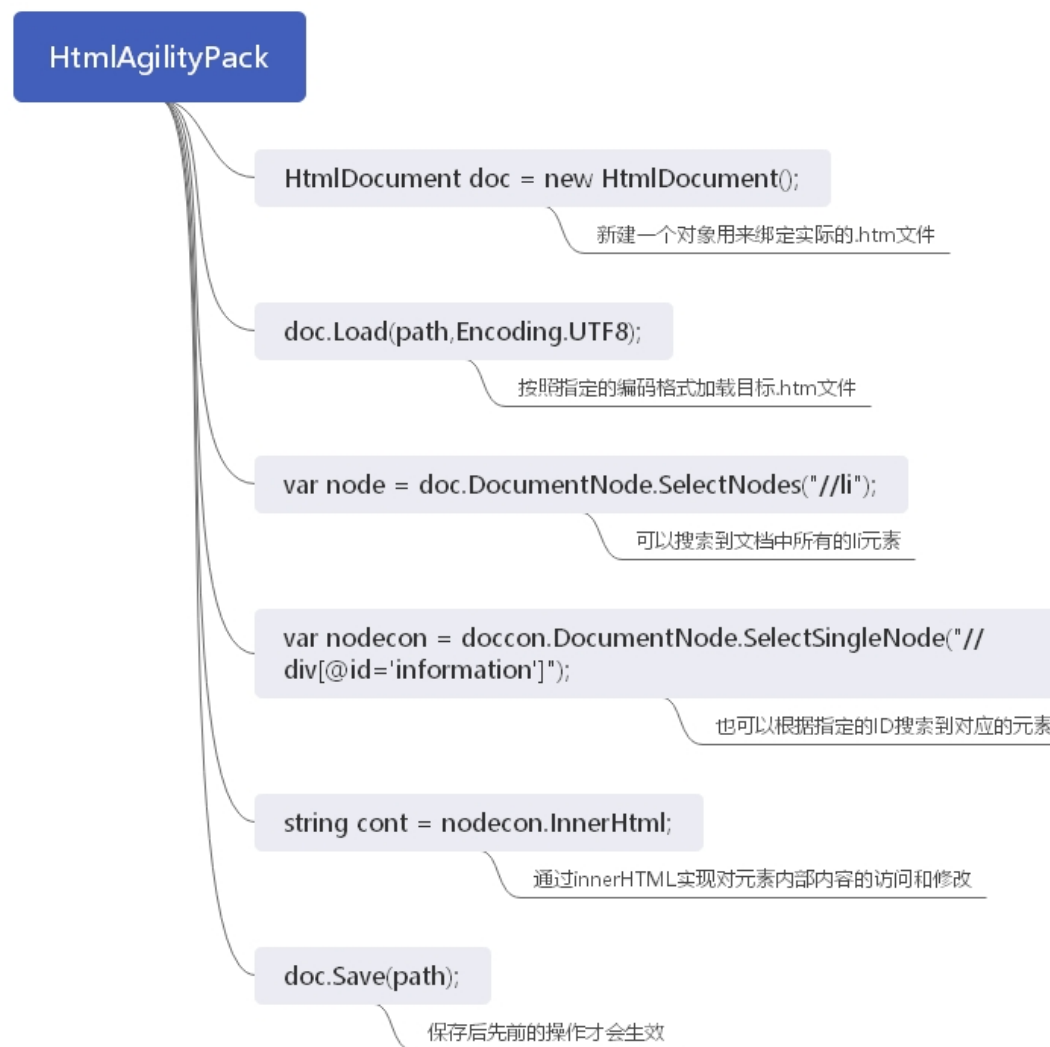 HtmlAgilityPack
HtmlDocument doc = new HtmlDocument();
新建一个对象用来绑定实际的.htm文件
doc.Load(path,Encoding.UTF8);
按照指定的编码格式加载目标.htm文件
var node = doc.DocumentNode.SelectNodes("//li");
可以搜索到文档中所有的li元素
var nodecon = doccon.DocumentNode.SelectSingleNode("//
div[@id='information']");
也可以根据指定的ID搜索到对应的元素
string cont = nodecon.InnerHtml;
通过innerHTML实现对元素内部内容的访问和修改
doc.Save(path);
保存后先前的操作才会生效